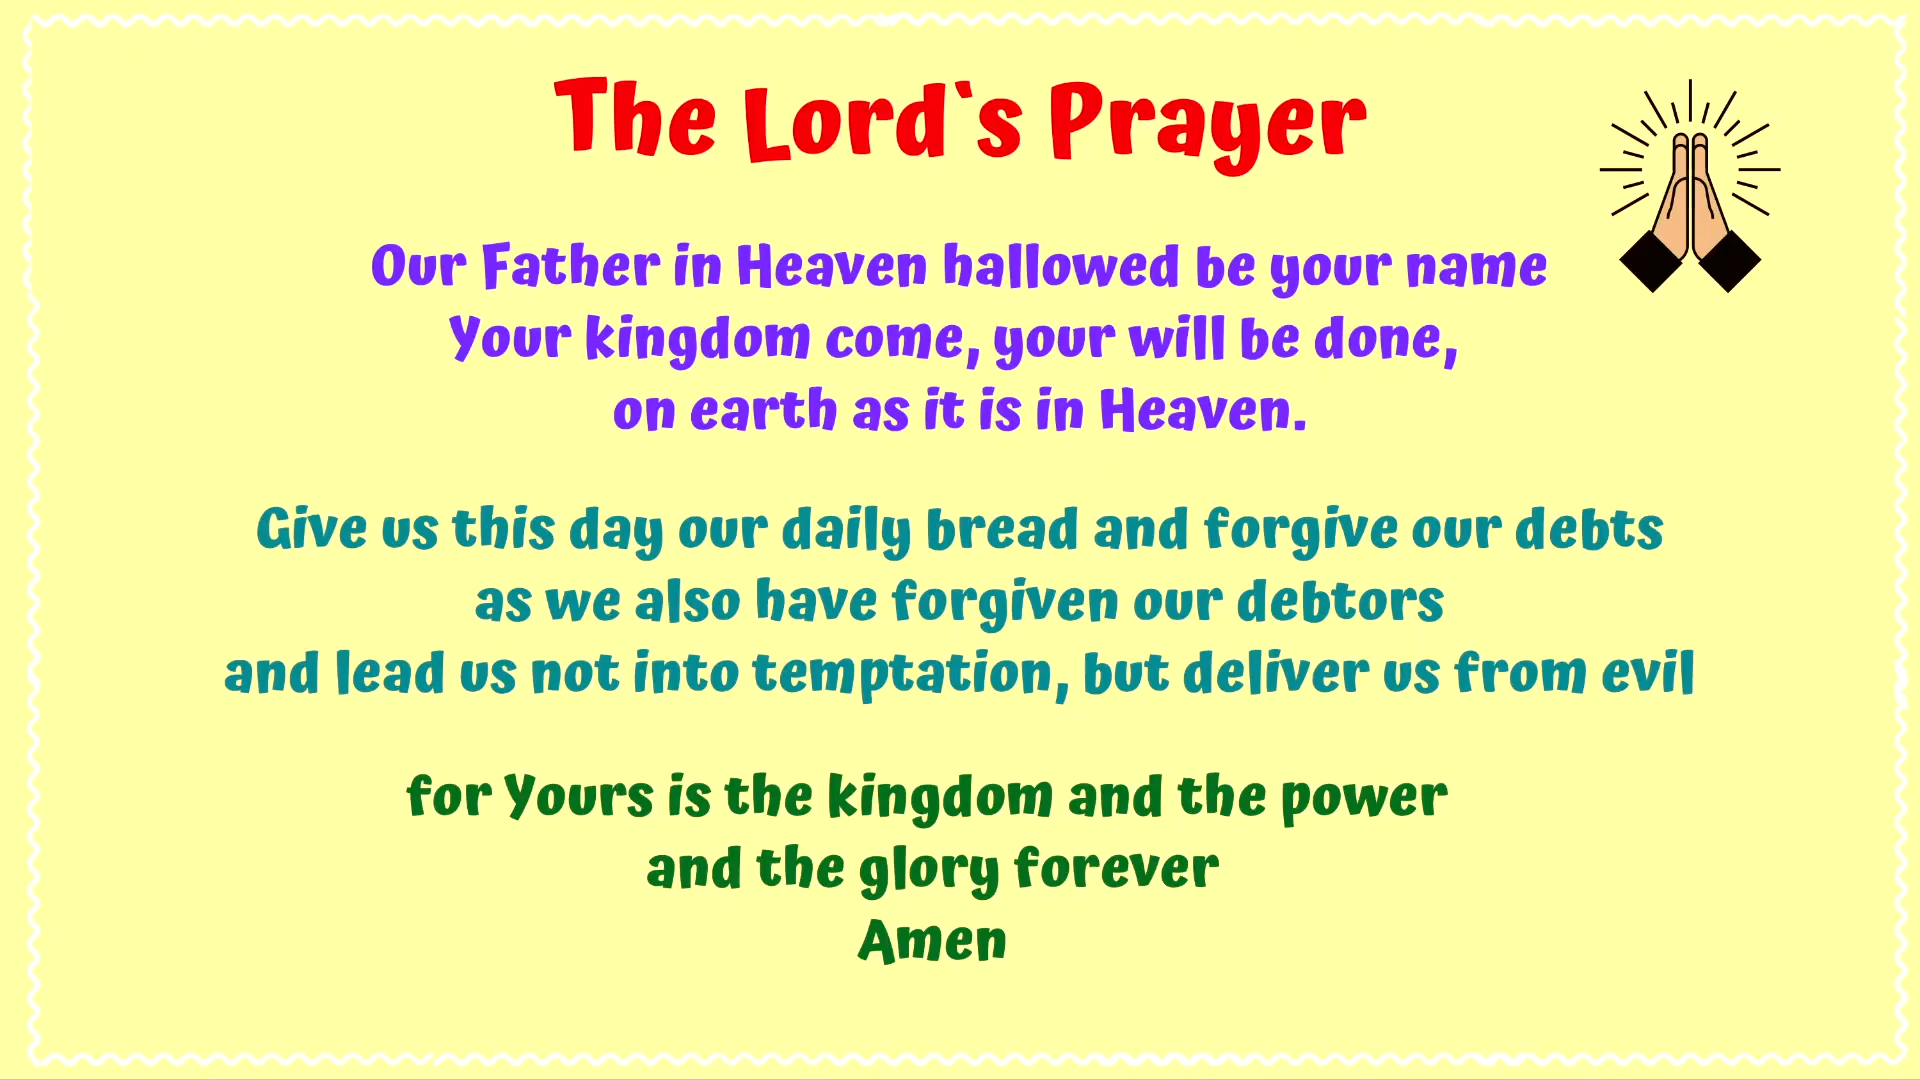 The Lord`s Prayer
Our Father in Heaven hallowed be your name
Your kingdom come, your will be done,
on earth as it is in Heaven.
Give us this day our daily bread and forgive our debts
as we also have forgiven our debtors
and lead us not into temptation, but deliver us from evil
for Yours is the kingdom and the power
and the glory forever
Amen